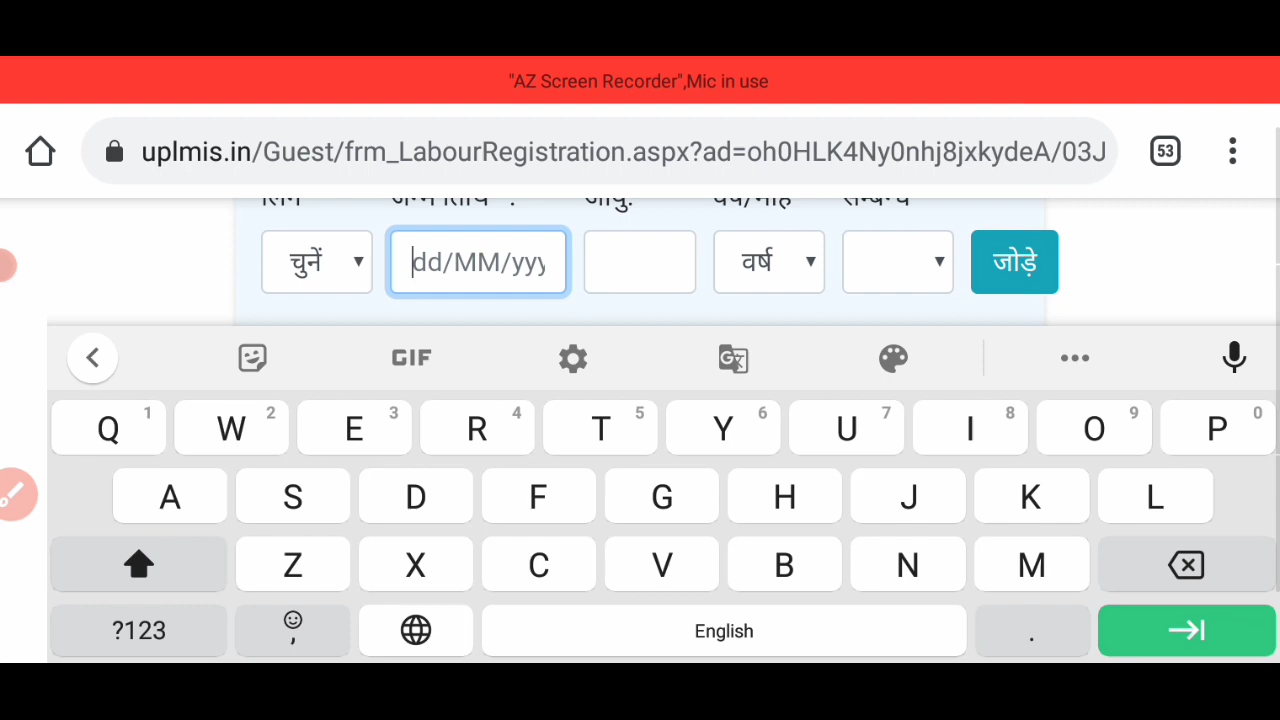 "AZ Screen Recorder",Mic in use
uplmis.in/Guest/frm_LabourRegistration.aspx?ad=oh0HLK4Ny0nhj8jxkydeA/03J
53
चुनें dd/MM/yyy वर्ष जोड़े
GIF
Q 1 W 2 E 3 R 4 T 5 Y 6 U 7 I 8 O 9 P 0
A S D F G H J K L
Z X C V B N M
?123 , English .